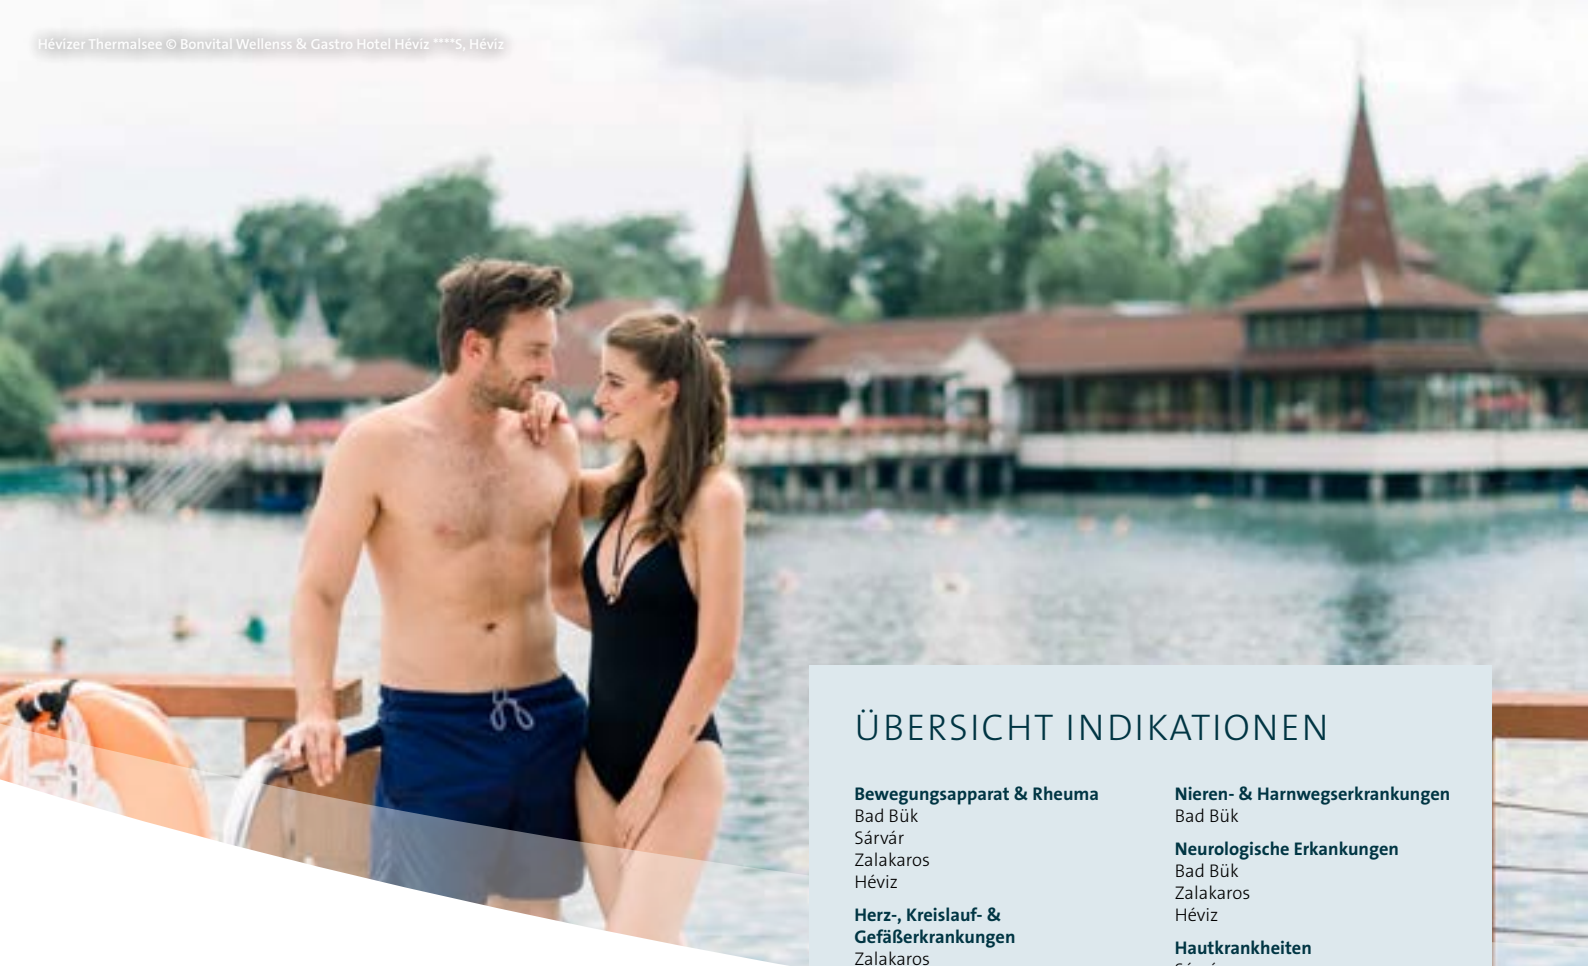 Hévizer Thermalsee © Bonvital Wellenss & Gastro Hotel Héviz ****S, Héviz
ÜBERSICHT INDIKATIONEN
Bewegungsapparat & Rheuma
Bad Bük
Sárvár
Zalakaros
Héviz
Herz-, Kreislauf- &
Gefäßerkrankungen
Zalakaros
Nieren- & Harnwegserkrankungen
Bad Bük
Neurologische Erkankungen
Bad Bük
Zalakaros
Héviz
Hautkrankheiten